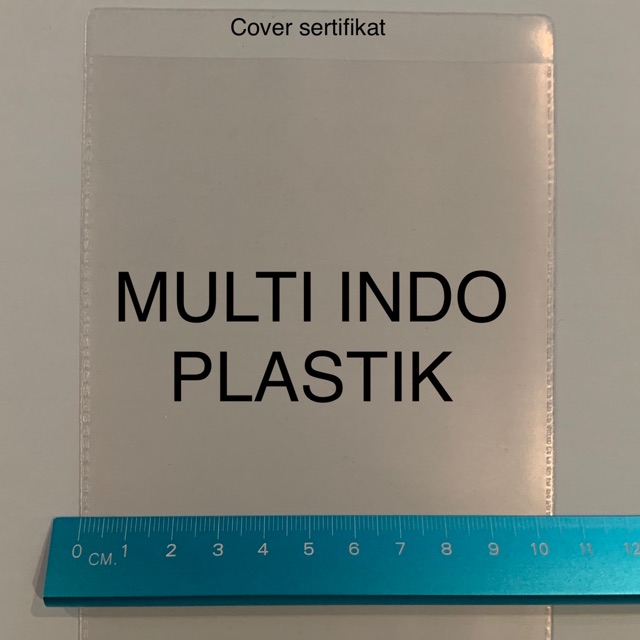 Cover sertifikat
MULTI INDO
PLASTIK
0 CM. 1 2 3 4 5 6 7 8 9 10 11 12